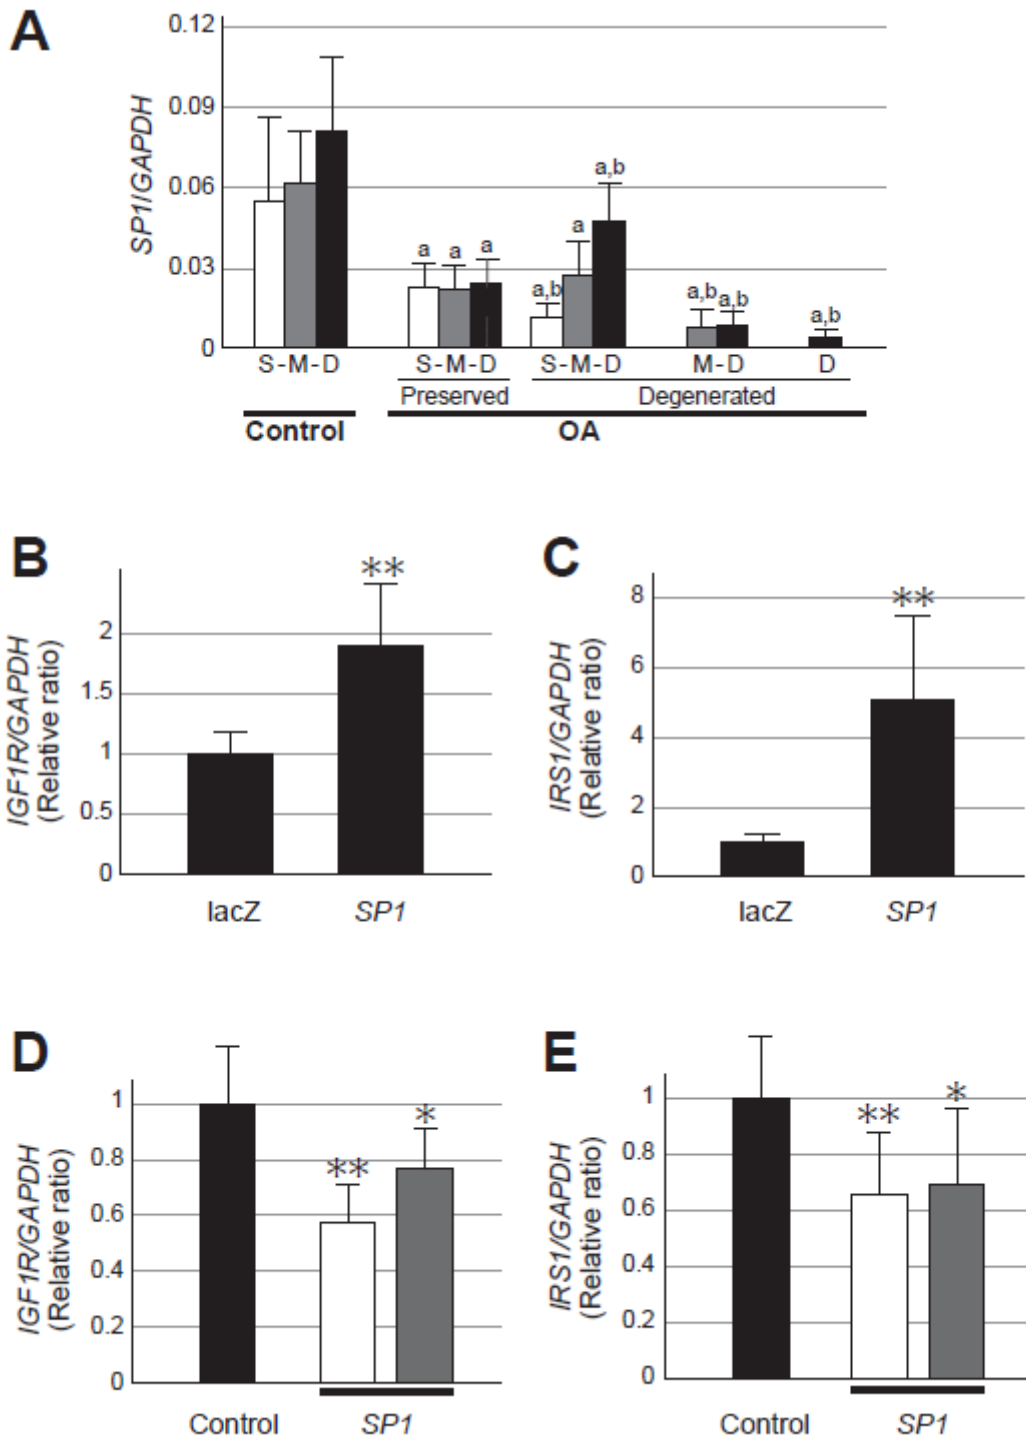 A
SP1/GAPDH
0.12
0.09
0.06
0.03
0
a a a a,b a a,b a,b a,b a,b
S-M-D S-M-D S-M-D M-D D
Preserved Degenerated
Control OA
B
IGF1R/GAPDH
(Relative ratio)
2
1.5
1
0.5
0
**
lacZ SP1
C
IRS1/GAPDH
(Relative ratio)
8
6
4
2
0
**
lacZ SP1
D
IGF1R/GAPDH
(Relative ratio)
1
0.8
0.6
0.4
0.2
0
** *
Control SP1
E
IRS1/GAPDH
(Relative ratio)
1
0.8
0.6
0.4
0.2
0
** *
Control SP1